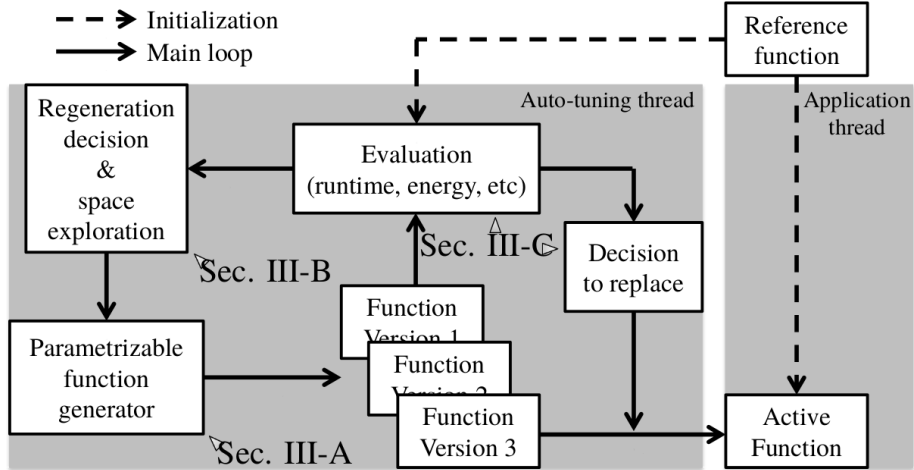 Initialization
Main loop
Reference
function
Auto-tuning thread
Application
thread
Regeneration
decision
&
space
exploration
Evaluation
(runtime, energy, etc)
Sec. III-C
Decision
to replace
Sec. III-B
Function
Version 1
Parametrizable
function
generator
Function
Version 2
Function
Version 3
Active
Function
Sec. III-A